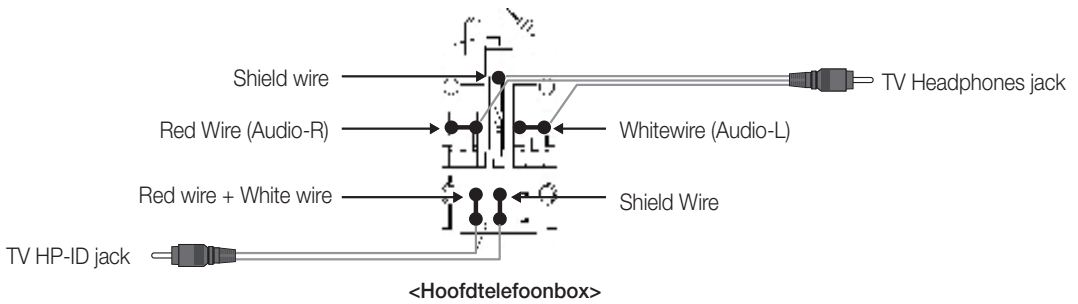 Shield wire
TV Headphones jack
Red Wire (Audio-R)
Whitewire (Audio-L)
Red wire + White wire
Shield Wire
TV HP-ID jack
<Hoofdtelefoonbox>